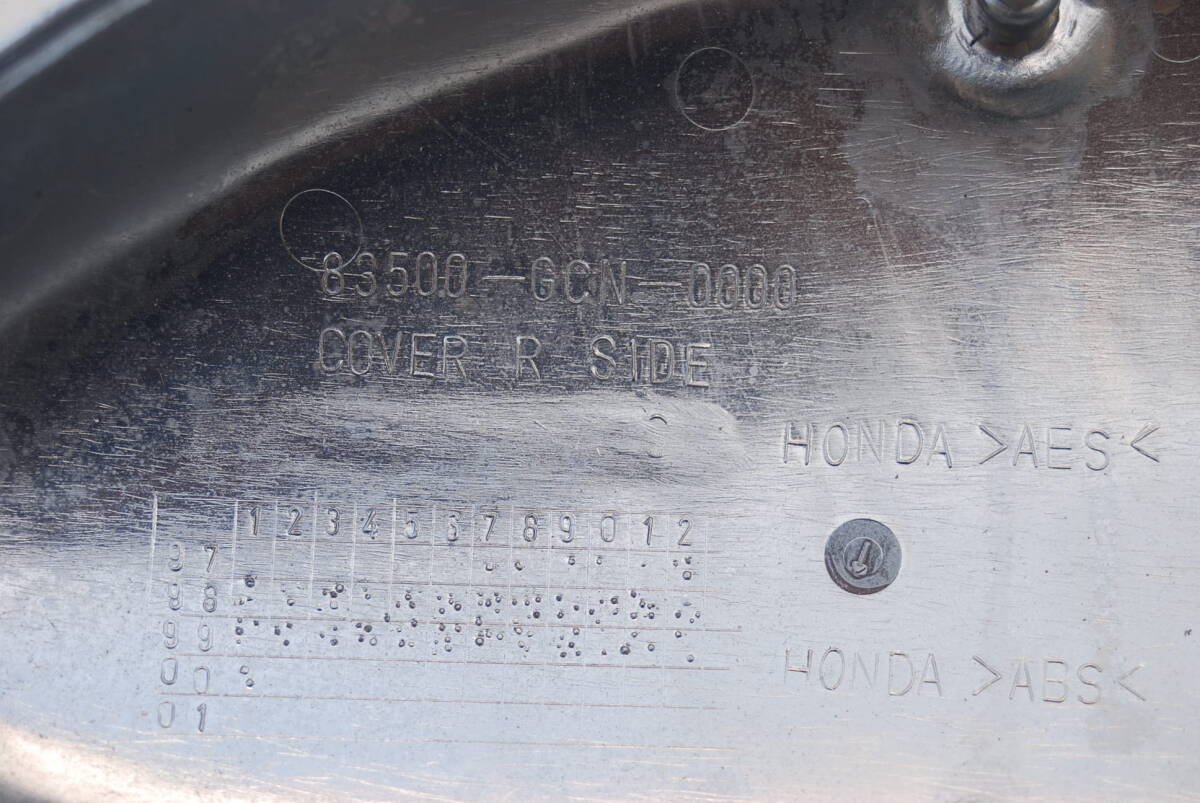 83500-GCN-0000
COVER R SIDE
HONDA >AES<
1 2 3 4 5 6 7 8 9 0 1 2
97
98
99
00
01
HONDA >ABS<